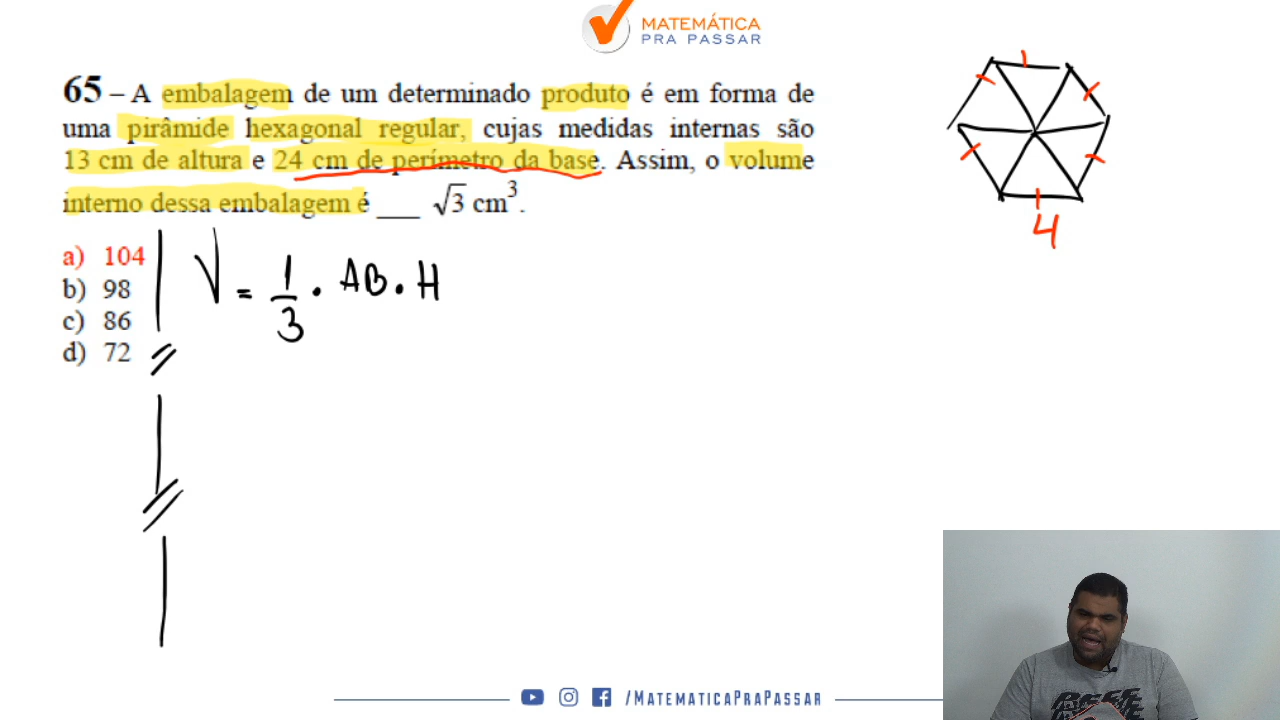 MATEMÁTICA
PRA PASSAR
65 – A embalagem de um determinado produto é em forma de
uma pirâmide hexagonal regular, cujas medidas internas são
13 cm de altura e 24 cm de perímetro da base. Assim, o volume
interno dessa embalagem é ___ √3 cm³.
a) 104
b) 98
c) 86
d) 72
V = 1/3 · AB · H
4
/MATEMATICAPRAPASSAR